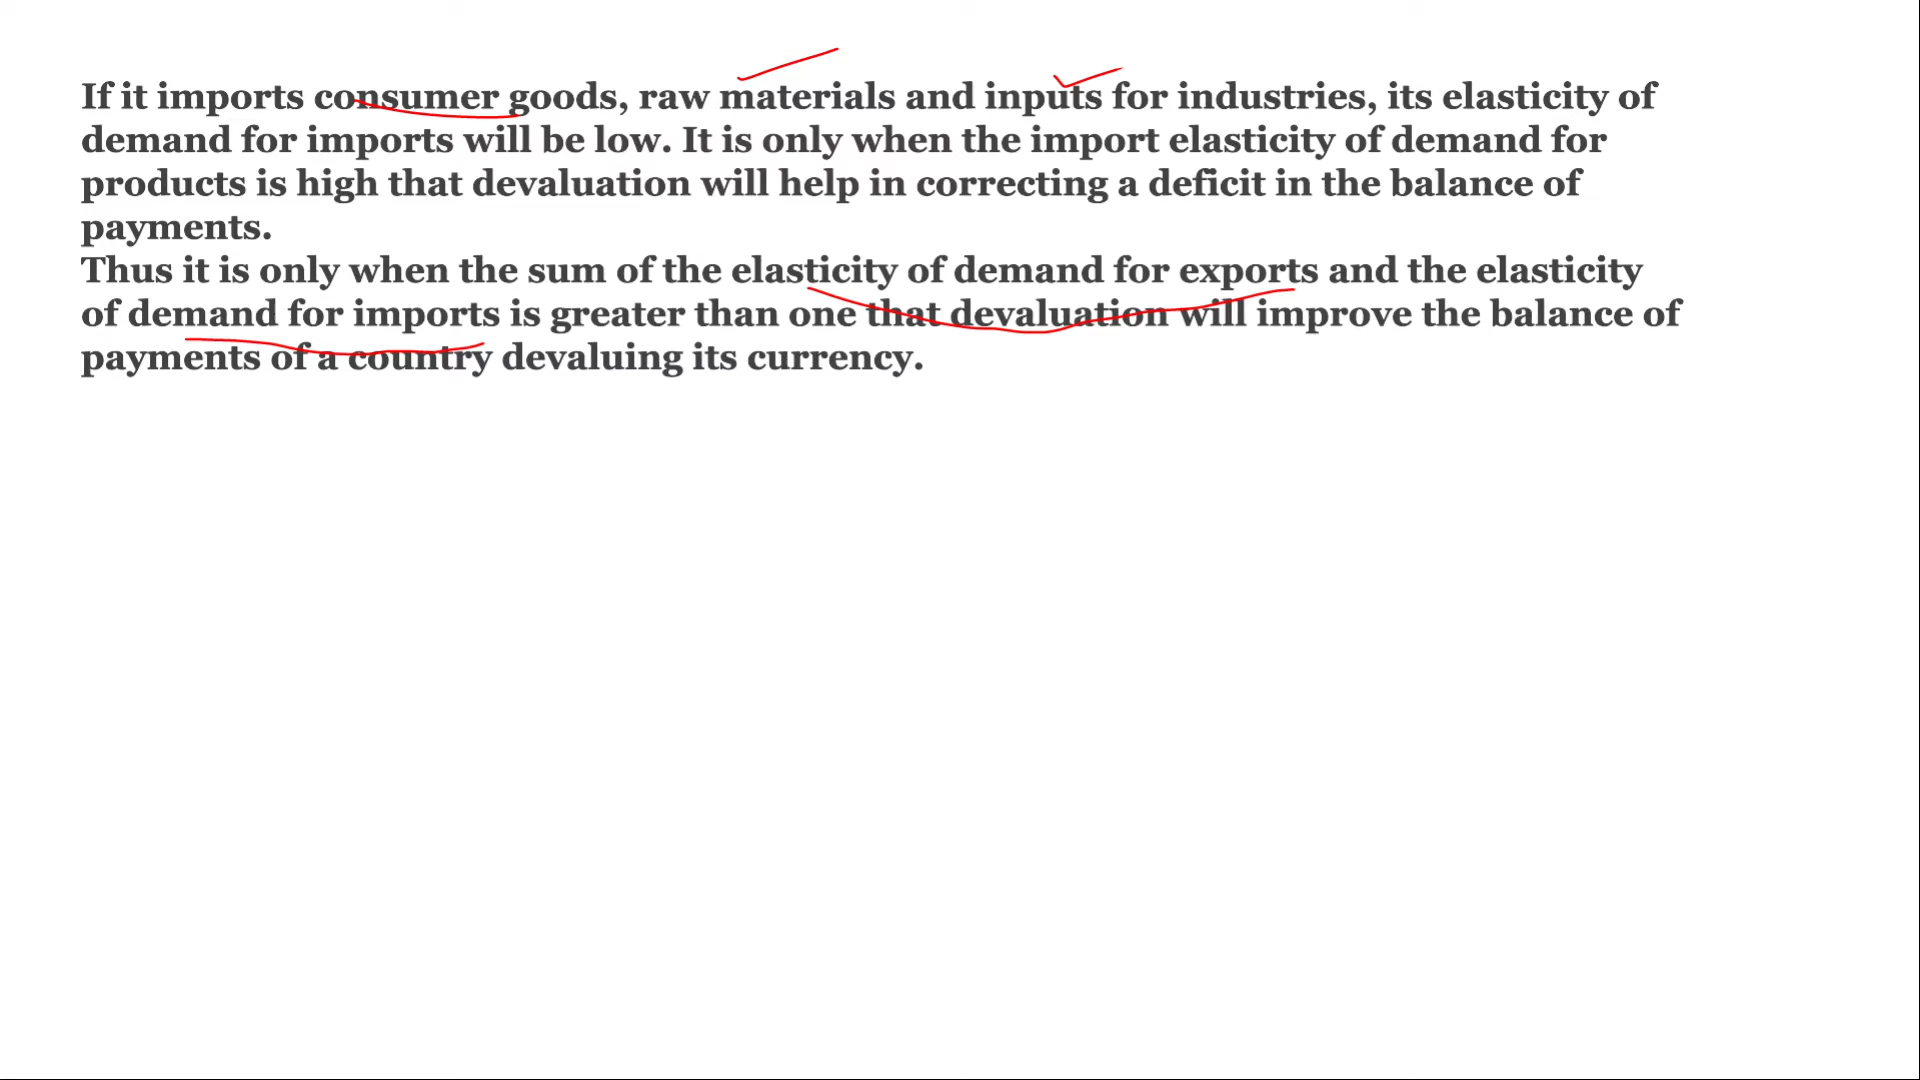 If it imports consumer goods, raw materials and inputs for industries, its elasticity of
demand for imports will be low. It is only when the import elasticity of demand for
products is high that devaluation will help in correcting a deficit in the balance of
payments.
Thus it is only when the sum of the elasticity of demand for exports and the elasticity
of demand for imports is greater than one that devaluation will improve the balance of
payments of a country devaluing its currency.